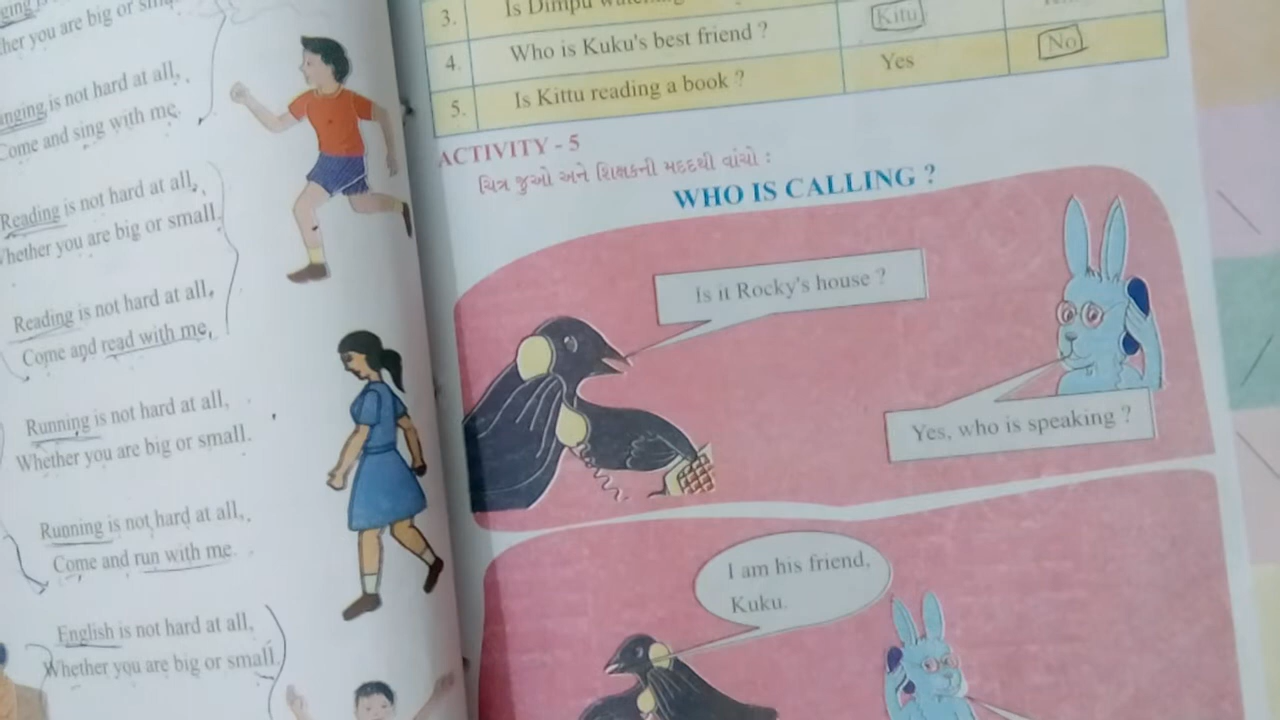 her you are big or
is not hard at all,
Come and sing with me.
Reading is not hard at all,
Whether you are big or small.
Reading is not hard at all,
Come and read with me,
Running is not hard at all,
Whether you are big or small.
Running is not hard at all,
Come and run with me.
English is not hard at all,
Whether you are big or small.
3. Is Dimpu
4. Who is Kuku's best friend ? Kitu
5. Is Kittu reading a book ? Yes No
ACTIVITY - 5
ચિત્ર જુઓ અને શિક્ષકની મદદથી વાંચો :
WHO IS CALLING ?
Is it Rocky's house ?
Yes, who is speaking ?
I am his friend,
Kuku.